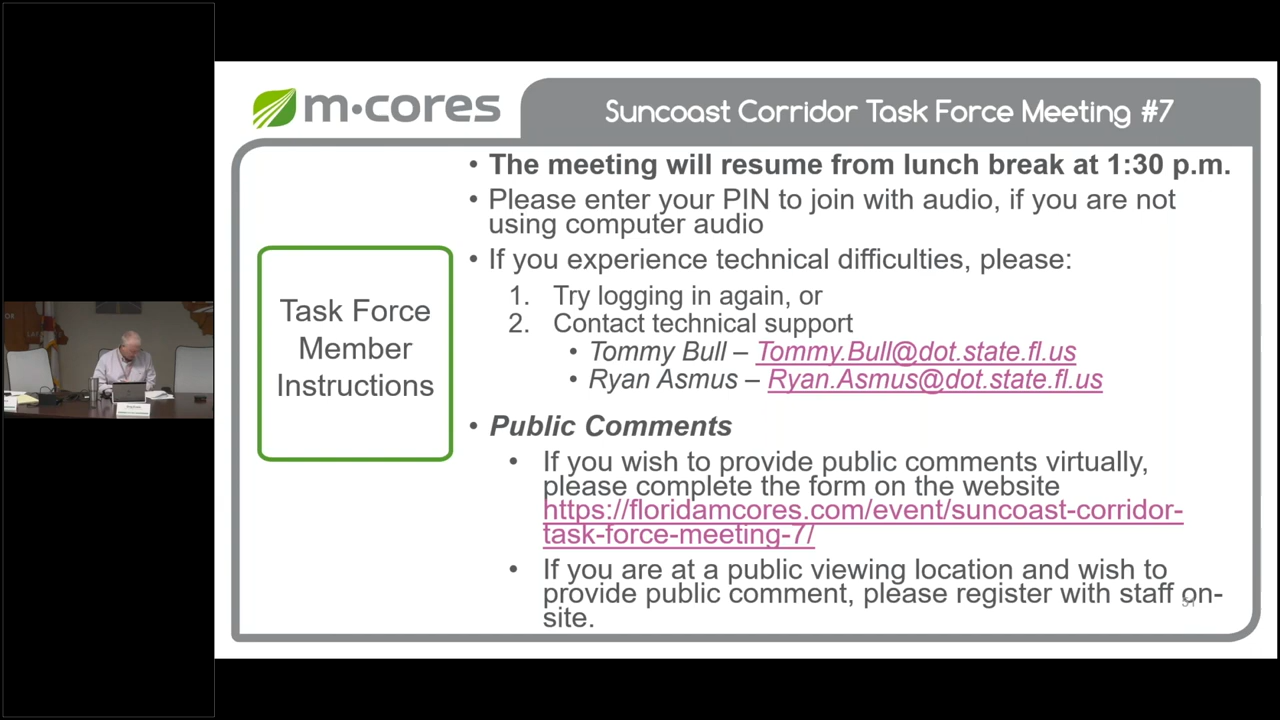 m·cores
Suncoast Corridor Task Force Meeting #7
Task Force
Member
Instructions
• The meeting will resume from lunch break at 1:30 p.m.
• Please enter your PIN to join with audio, if you are not
using computer audio
• If you experience technical difficulties, please:
1. Try logging in again, or
2. Contact technical support
• Tommy Bull – Tommy.Bull@dot.state.fl.us
• Ryan Asmus – Ryan.Asmus@dot.state.fl.us
• Public Comments
• If you wish to provide public comments virtually,
please complete the form on the website
https://floridamcores.com/event/suncoast-corridor-
task-force-meeting-7/
• If you are at a public viewing location and wish to
provide public comment, please register with staff on-
site.